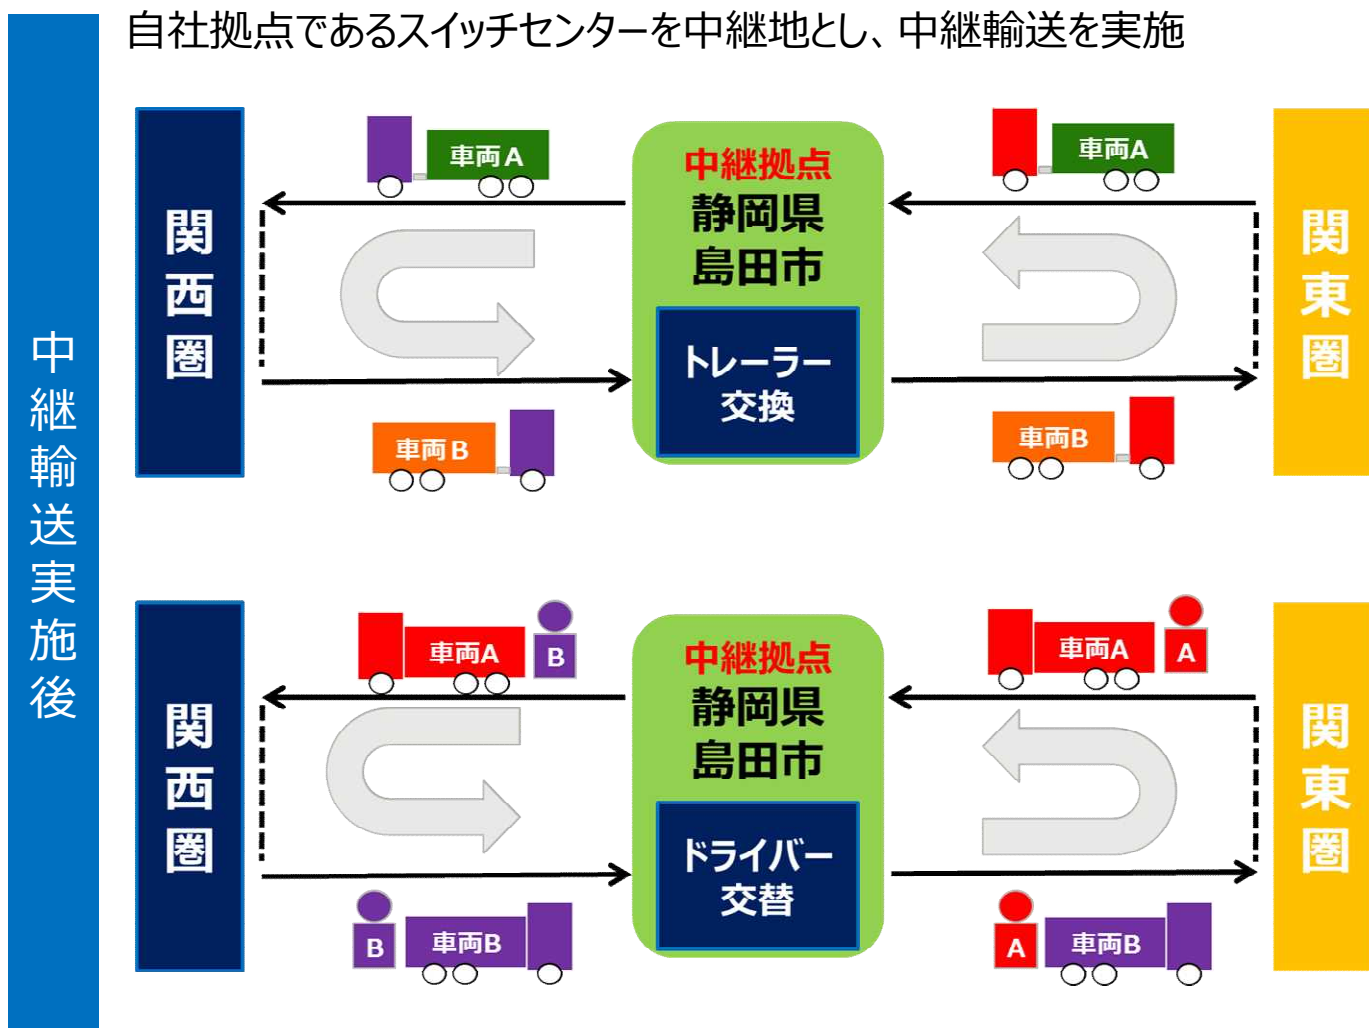 自社拠点であるスイッチセンターを中継地とし、中継輸送を実施
中継輸送実施後
関西圏
車両A
中継拠点
静岡県
島田市
トレーラー
交換
車両A
関東圏
車両B
車両B
関西圏
車両A
B
中継拠点
静岡県
島田市
ドライバー
交替
車両A
A
関東圏
B
車両B
A
車両B